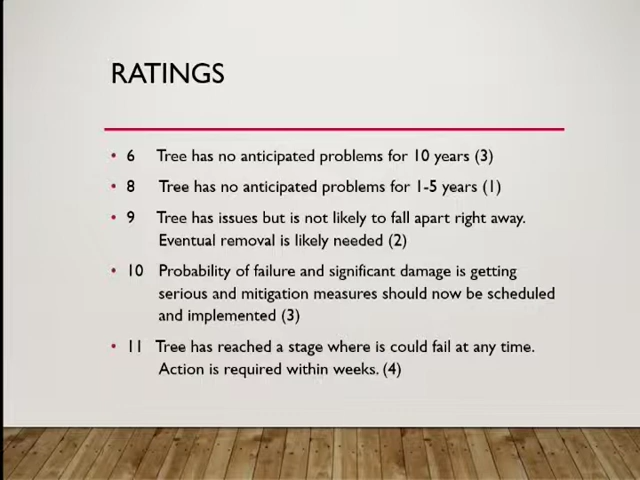 RATINGS
• 6 Tree has no anticipated problems for 10 years (3)
• 8 Tree has no anticipated problems for 1-5 years (1)
• 9 Tree has issues but is not likely to fall apart right away.
Eventual removal is likely needed (2)
• 10 Probability of failure and significant damage is getting
serious and mitigation measures should now be scheduled
and implemented (3)
• 11 Tree has reached a stage where is could fail at any time.
Action is required within weeks. (4)